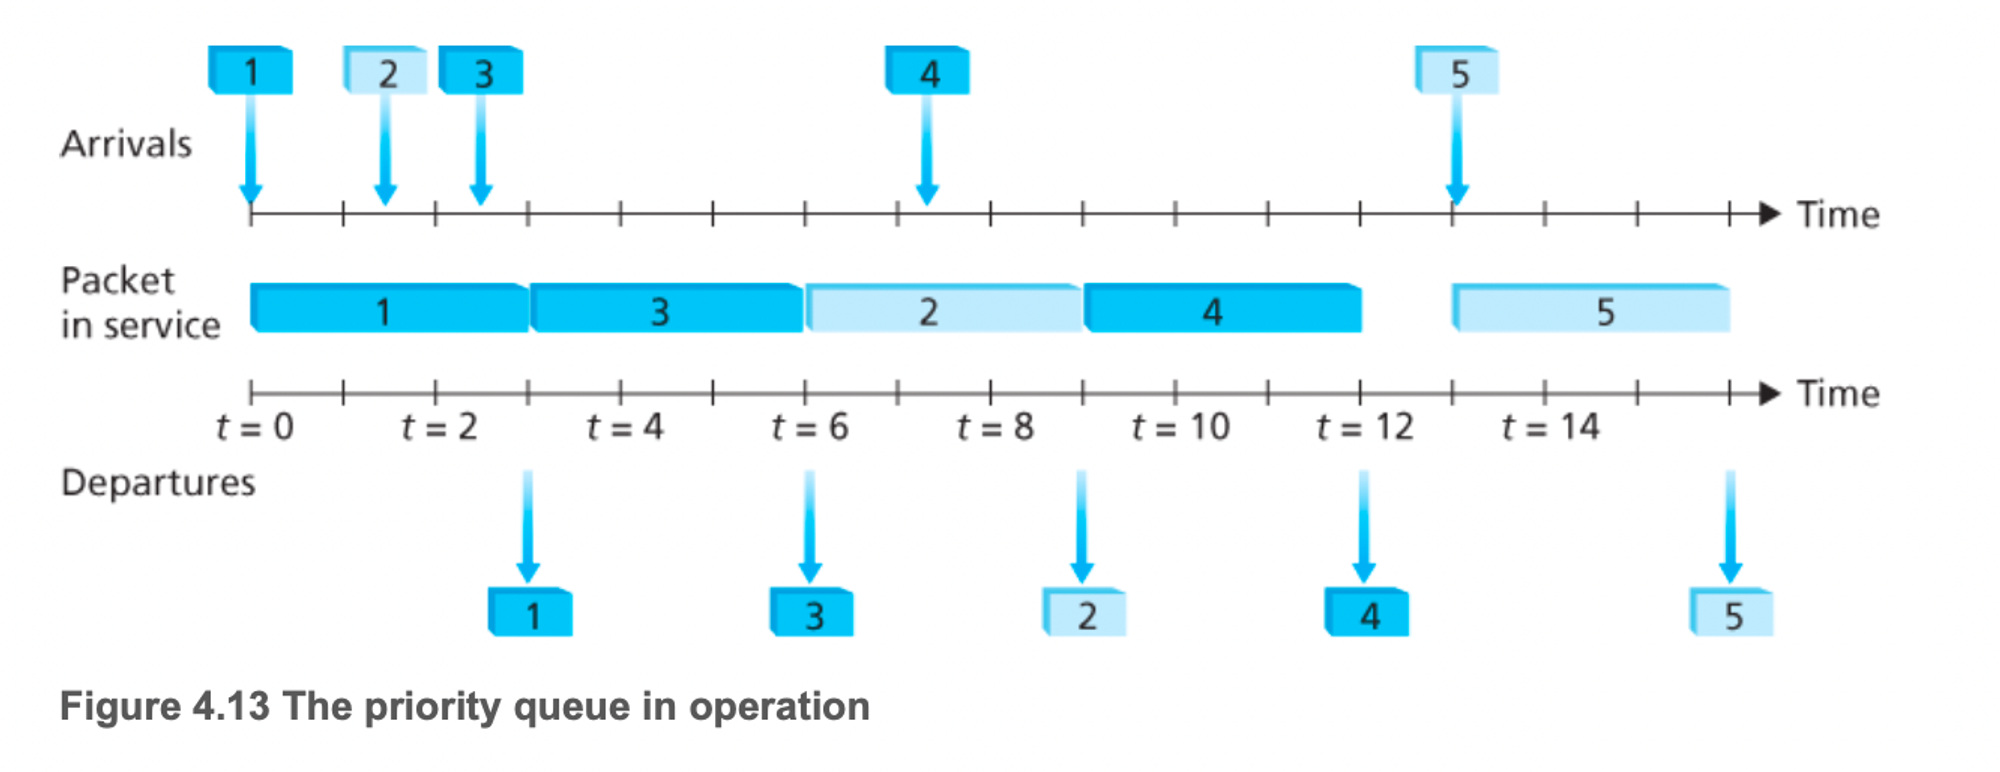 1 2 3 4 5
Arrivals
Time
Packet
in service
1 3 2 4 5
Time
t = 0 t = 2 t = 4 t = 6 t = 8 t = 10 t = 12 t = 14
Departures
1 3 2 4 5
Figure 4.13 The priority queue in operation